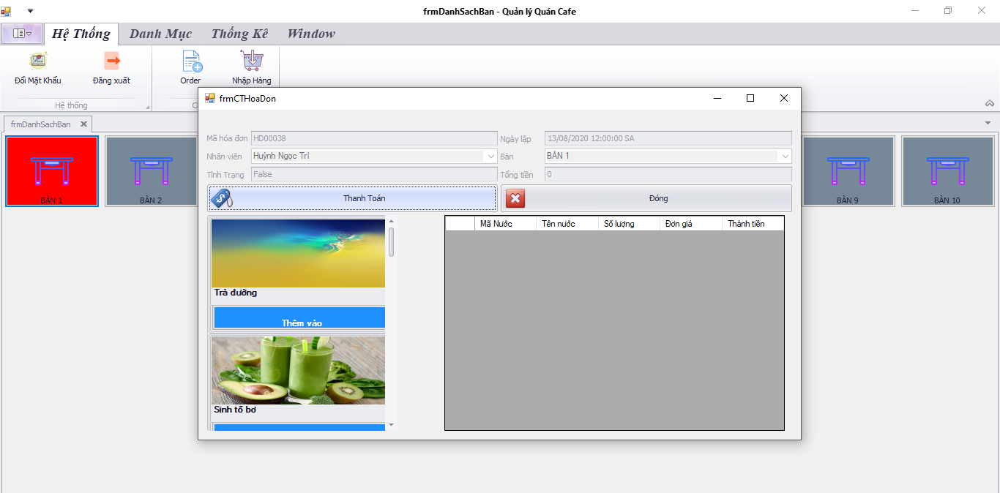 frmDanhSachBan - Quản lý Quán Cafe
Hệ Thống Danh Mục Thống Kê Window
Đổi Mật Khẩu Đăng xuất Order Nhập Hàng
Hệ thống C
frmDanhSachBan
BÀN 1 BÀN 2 BÀN 9 BÀN 10
frmCTHoaDon
Mã hóa đơn HD00038 Ngày lập 13/08/2020 12:00:00 SA
Nhân viên Huỳnh Ngọc Trí Bàn BÀN 1
Tình Trạng False Tổng tiền 0
Thanh Toán Đóng
Mã Nước Tên nước Số lượng Đơn giá Thành tiền
Trà đường
Thêm vào
Sinh tố bơ